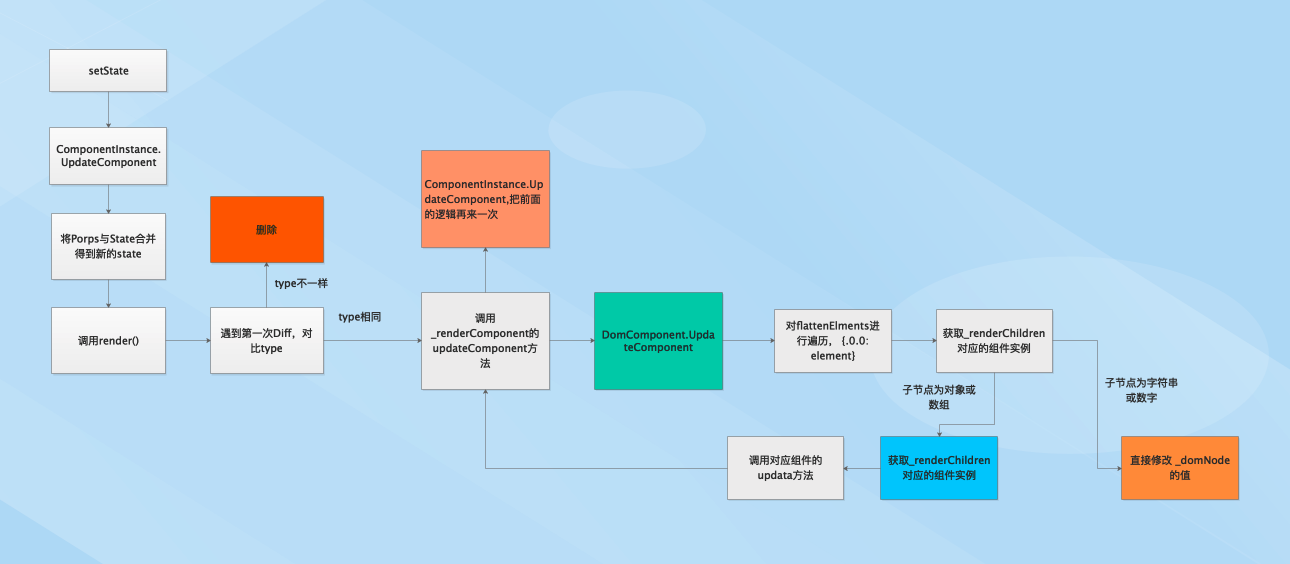 setState
ComponentInstance.
UpdateComponent
将Porps与State合并
得到新的state
调用render()
删除
type不一样
遇到第一次Diff，对
比type
type相同
ComponentInstance.Up
dateComponent,把前面
的逻辑再来一次
调用
_renderComponent的
updateComponent方
法
DomComponent.Upda
teComponent
对flattenElments进
行遍历， {.0.0:
element}
获取_renderChildren
对应的组件实例
子节点为对象或
数组
子节点为字符串
或数字
调用对应组件的
updata方法
获取_renderChildren
对应的组件实例
直接修改 _domNode
的值